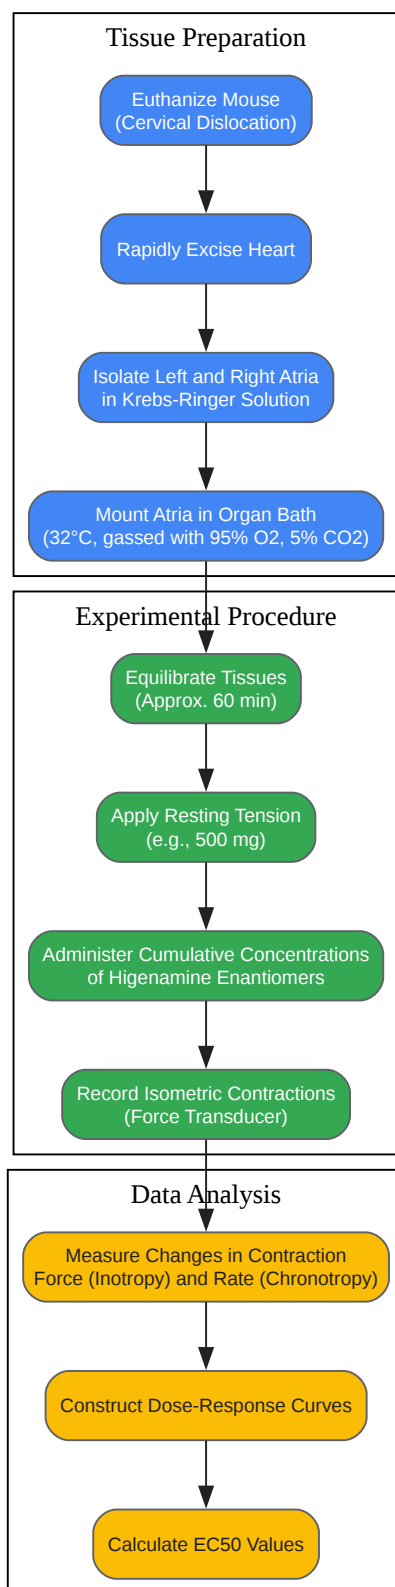 Tissue Preparation
Euthanize Mouse
(Cervical Dislocation)
Rapidly Excise Heart
Isolate Left and Right Atria
in Krebs-Ringer Solution
Mount Atria in Organ Bath
(32°C, gassed with 95% O2, 5% CO2)
Experimental Procedure
Equilibrate Tissues
(Approx. 60 min)
Apply Resting Tension
(e.g., 500 mg)
Administer Cumulative Concentrations
of Higenamine Enantiomers
Record Isometric Contractions
(Force Transducer)
Data Analysis
Measure Changes in Contraction
Force (Inotropy) and Rate (Chronotropy)
Construct Dose-Response Curves
Calculate EC50 Values